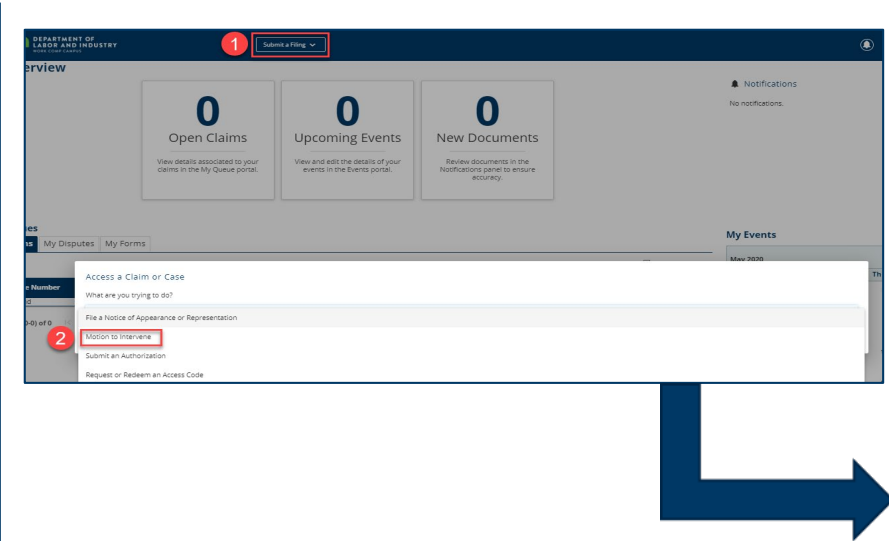 DEPARTMENT OF
LABOR AND INDUSTRY
WORK COMP CAMPUS
1
Submit a Filing
erview
0
Open Claims
View details associated to your
claims in the My Queue portal.
0
Upcoming Events
View and edit the details of your
events in the Events portal.
0
New Documents
Review documents in the
Notifications panel to ensure
accuracy.
Notifications
No notifications.
es
ns My Disputes My Forms
My Events
May 2020
Th
e Number
d
0-0) of 0
Access a Claim or Case
What are you trying to do?
File a Notice of Appearance or Representation
2
Motion to Intervene
Submit an Authorization
Request or Redeem an Access Code